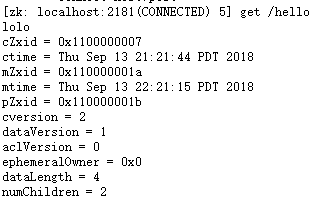 [zk: localhost:2181(CONNECTED) 5] get /hello
lolo
cZxid = 0x1100000007
ctime = Thu Sep 13 21:21:44 PDT 2018
mZxid = 0x110000001a
mtime = Thu Sep 13 22:21:15 PDT 2018
pZxid = 0x110000001b
cversion = 2
dataVersion = 1
aclVersion = 0
ephemeralOwner = 0x0
dataLength = 4
numChildren = 2